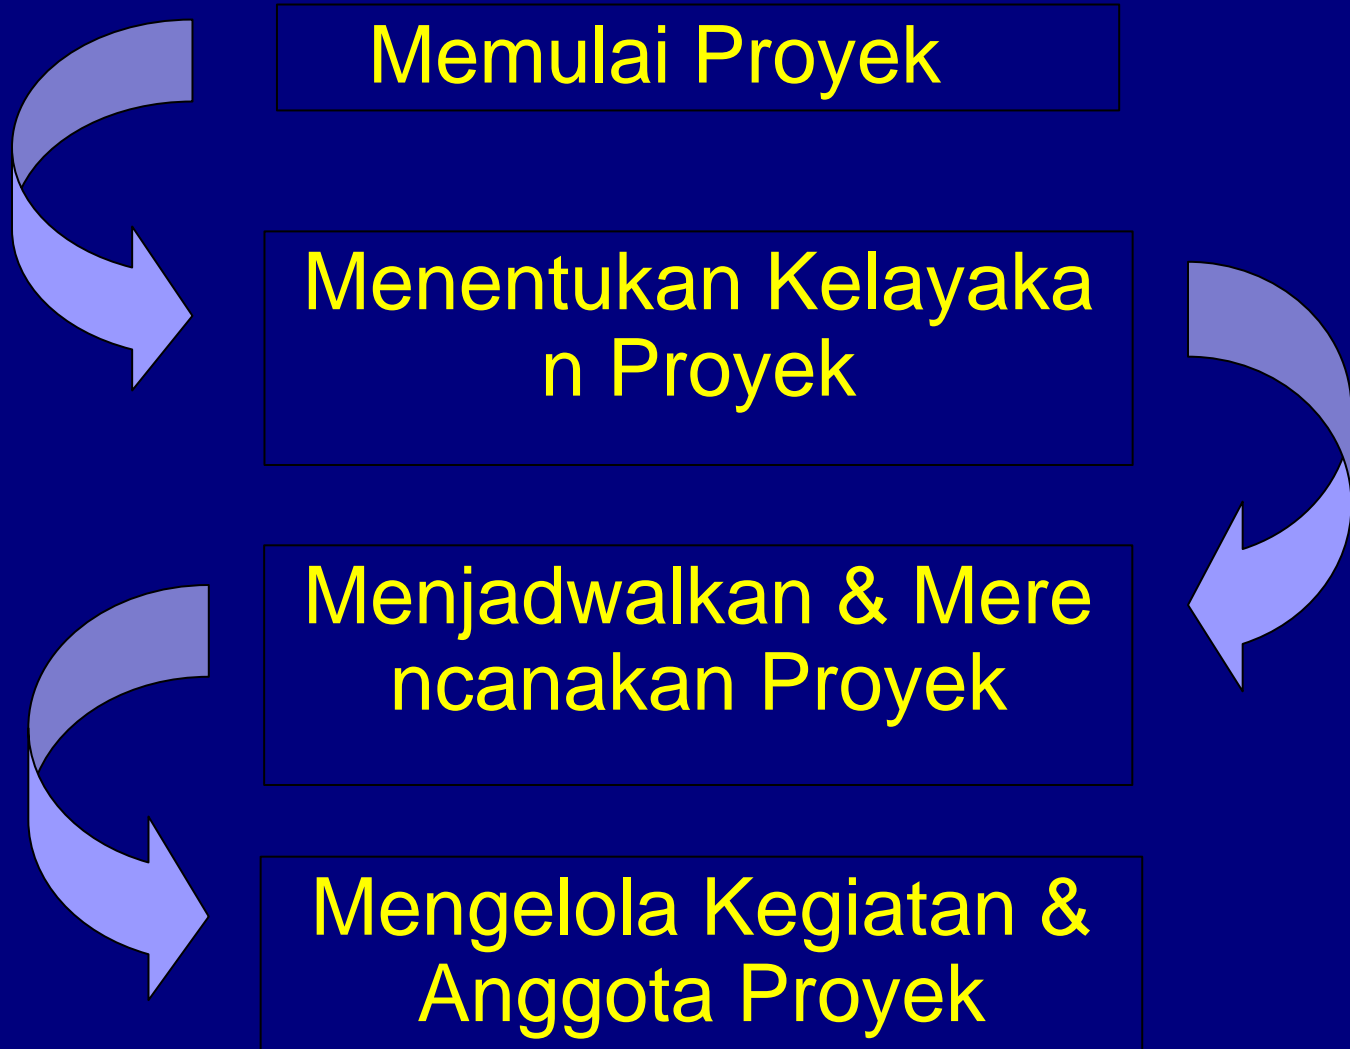 Memulai Proyek
Menentukan Kelayaka
n Proyek
Menjadwalkan & Mere
ncanakan Proyek
Mengelola Kegiatan &
Anggota Proyek